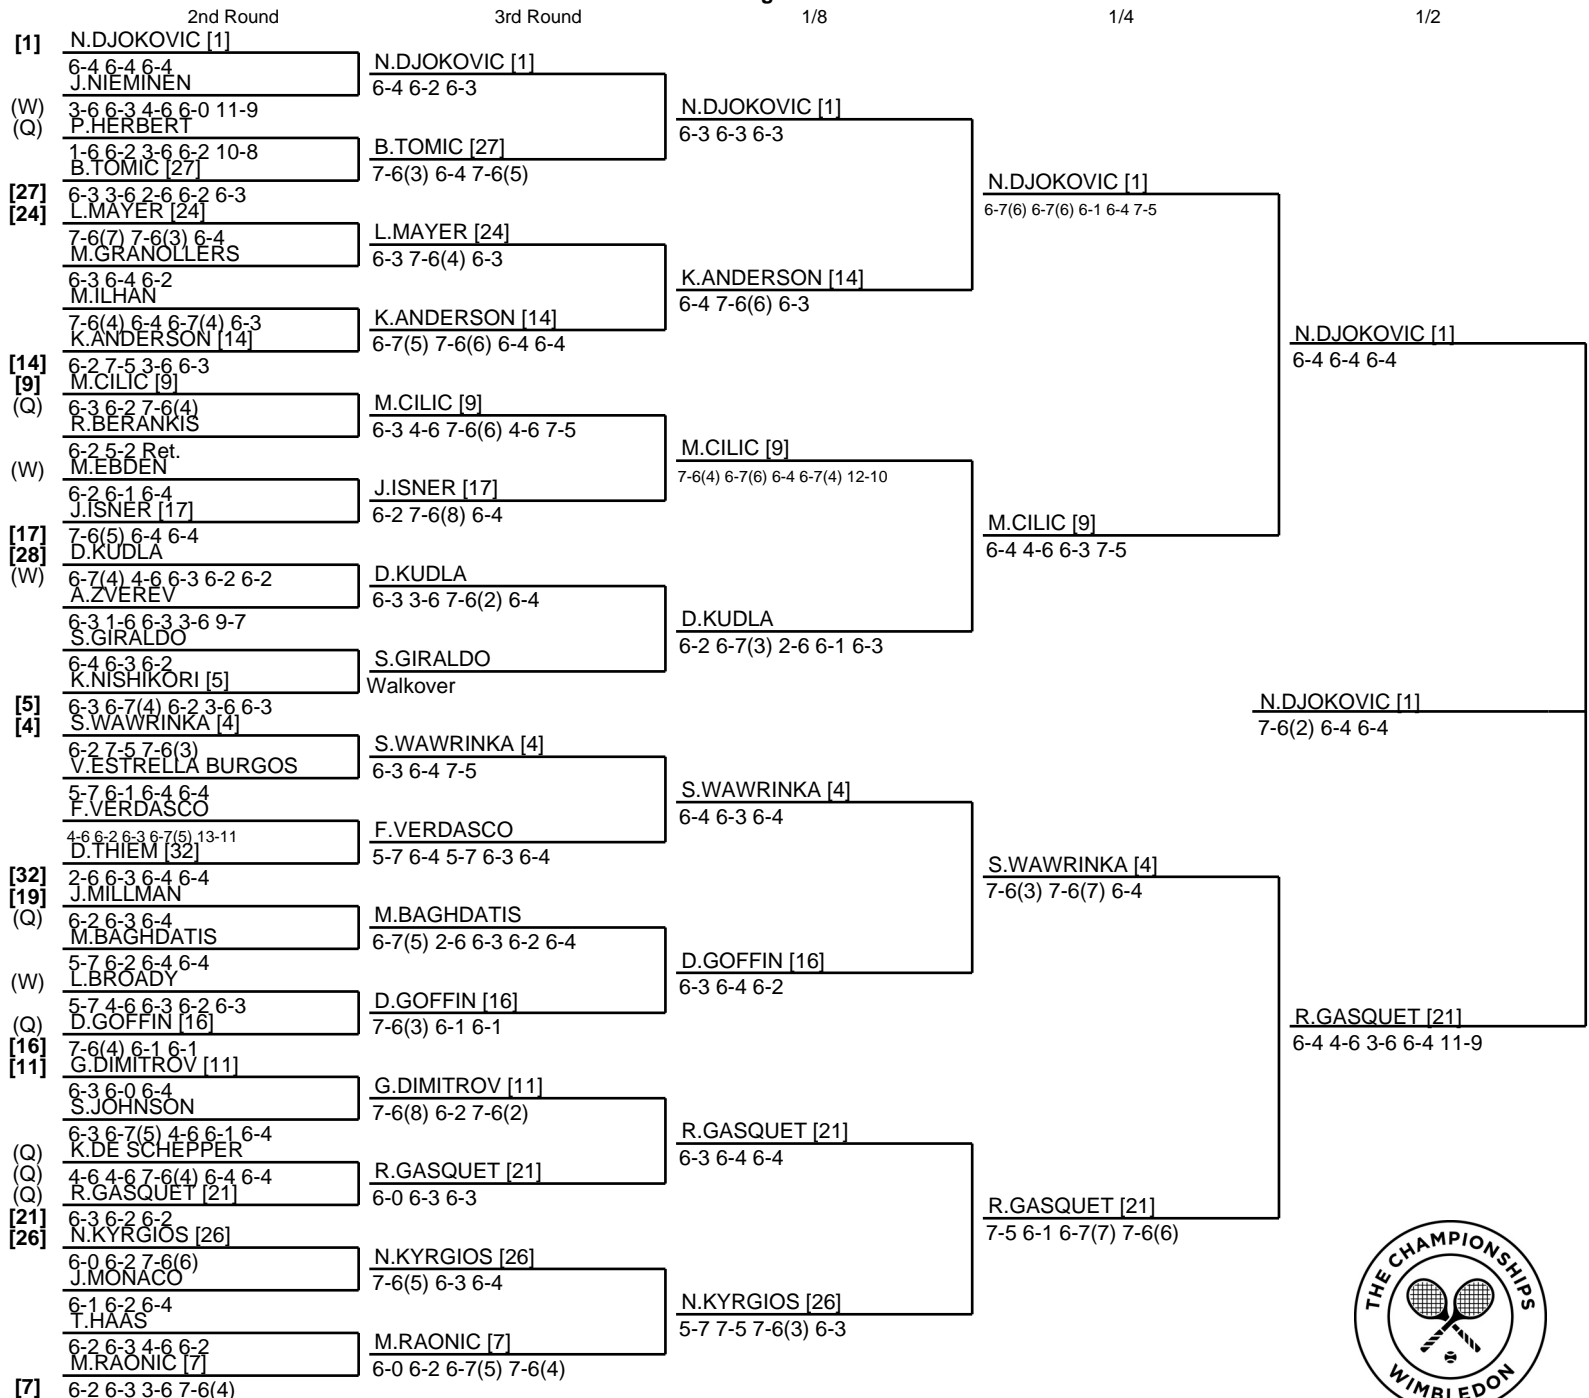 2nd Round 3rd Round 1/8 1/4 1/2
[1] N.DJOKOVIC [1]
6-4 6-4 6-4
J.NIEMINEN
(W) 3-6 6-3 4-6 6-0 11-9
(Q) P.HERBERT
1-6 6-2 3-6 6-2 10-8
B.TOMIC [27]
[27] 6-3 3-6 2-6 6-2 6-3
[24] L.MAYER [24]
7-6(7) 7-6(3) 6-4
M.GRANOLLERS
6-3 6-4 6-2
M.ILHAN
7-6(4) 6-4 6-7(4) 6-3
K.ANDERSON [14]
[14] 6-2 7-5 3-6 6-3
[9] M.CILIC [9]
(Q) 6-3 6-2 7-6(4)
R.BERANKIS
6-2 5-2 Ret.
(W) M.EBDEN
6-2 6-1 6-4
J.ISNER [17]
[17] 7-6(5) 6-4 6-4
[28] D.KUDLA
(W) 6-7(4) 4-6 6-3 6-2 6-2
A.ZVEREV
6-3 1-6 6-3 3-6 9-7
S.GIRALDO
6-4 6-3 6-2
K.NISHIKORI [5]
[5] 6-3 6-7(4) 6-2 3-6 6-3
[4] S.WAWRINKA [4]
6-2 7-5 7-6(3)
V.ESTRELLA BURGOS
5-7 6-1 6-4 6-4
F.VERDASCO
4-6 6-2 6-3 6-7(5) 13-11
D.THIEM [32]
[32] 2-6 6-3 6-4 6-4
[19] J.MILLMAN
(Q) 6-2 6-3 6-4
M.BAGHDATIS
5-7 6-2 6-4 6-4
(W) L.BROADY
5-7 4-6 6-3 6-2 6-3
(Q) D.GOFFIN [16]
[16] 7-6(4) 6-1 6-1
[11] G.DIMITROV [11]
6-3 6-0 6-4
S.JOHNSON
6-3 6-7(5) 4-6 6-1 6-4
(Q) K.DE SCHEPPER
(Q) 4-6 4-6 7-6(4) 6-4 6-4
(Q) R.GASQUET [21]
[21] 6-3 6-2 6-2
[26] N.KYRGIOS [26]
6-0 6-2 7-6(6)
J.MONACO
6-1 6-2 6-4
T.HAAS
6-2 6-3 4-6 6-2
M.RAONIC [7]
[7] 6-2 6-3 3-6 7-6(4)
N.DJOKOVIC [1]
6-4 6-2 6-3
B.TOMIC [27]
7-6(3) 6-4 7-6(5)
L.MAYER [24]
6-3 7-6(4) 6-3
K.ANDERSON [14]
6-7(5) 7-6(6) 6-4 6-4
M.CILIC [9]
6-3 4-6 7-6(6) 4-6 7-5
J.ISNER [17]
6-2 7-6(8) 6-4
D.KUDLA
6-3 3-6 7-6(2) 6-4
S.GIRALDO
Walkover
S.WAWRINKA [4]
6-3 6-4 7-5
F.VERDASCO
5-7 6-4 5-7 6-3 6-4
M.BAGHDATIS
6-7(5) 2-6 6-3 6-2 6-4
D.GOFFIN [16]
7-6(3) 6-1 6-1
G.DIMITROV [11]
7-6(8) 6-2 7-6(2)
R.GASQUET [21]
6-0 6-3 6-3
N.KYRGIOS [26]
7-6(5) 6-3 6-4
M.RAONIC [7]
6-0 6-2 6-7(5) 7-6(4)
N.DJOKOVIC [1]
6-3 6-3 6-3
K.ANDERSON [14]
6-4 7-6(6) 6-3
M.CILIC [9]
7-6(4) 6-7(6) 6-4 6-7(4) 12-10
D.KUDLA
6-2 6-7(3) 2-6 6-1 6-3
S.WAWRINKA [4]
6-4 6-3 6-4
D.GOFFIN [16]
6-3 6-4 6-2
R.GASQUET [21]
6-3 6-4 6-4
N.KYRGIOS [26]
5-7 7-5 7-6(3) 6-3
N.DJOKOVIC [1]
6-7(6) 6-7(6) 6-1 6-4 7-5
M.CILIC [9]
6-4 4-6 6-3 7-5
S.WAWRINKA [4]
7-6(3) 7-6(7) 6-4
R.GASQUET [21]
7-5 6-1 6-7(7) 7-6(6)
N.DJOKOVIC [1]
6-4 6-4 6-4
R.GASQUET [21]
6-4 4-6 3-6 6-4 11-9
N.DJOKOVIC [1]
7-6(2) 6-4 6-4
THE CHAMPIONSHIPS
WIMBLEDON